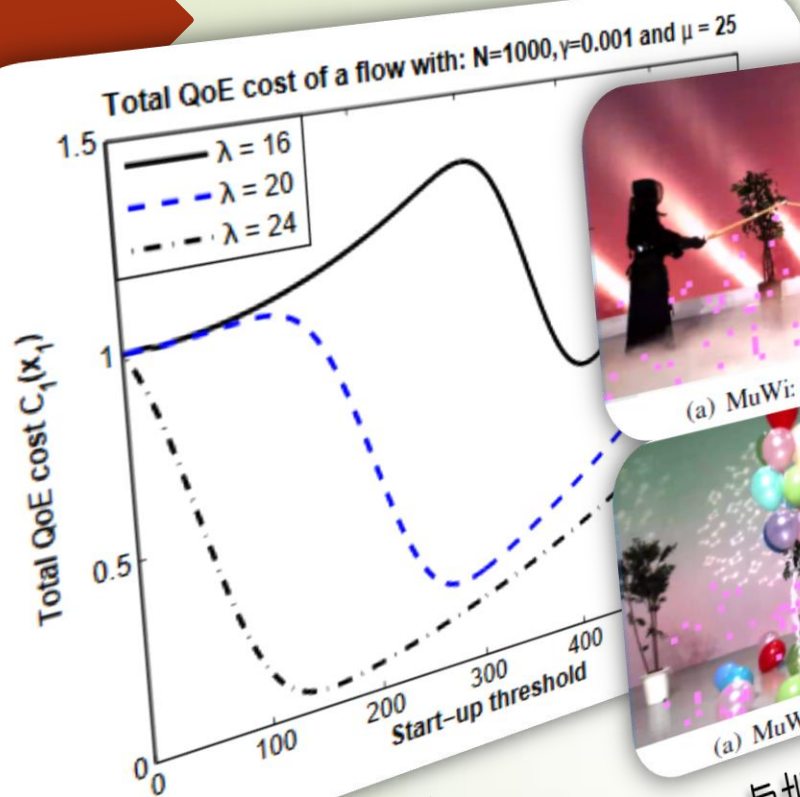 Total QoE cost of a flow with: N=1000,γ=0.001 and μ = 25
1.5
λ = 16
λ = 20
λ = 24
1
0.5
0
Total QoE cost C₁(x₁)
0
100
200
300
400
Start-up threshold
(a) MuWi:
(a) MuW